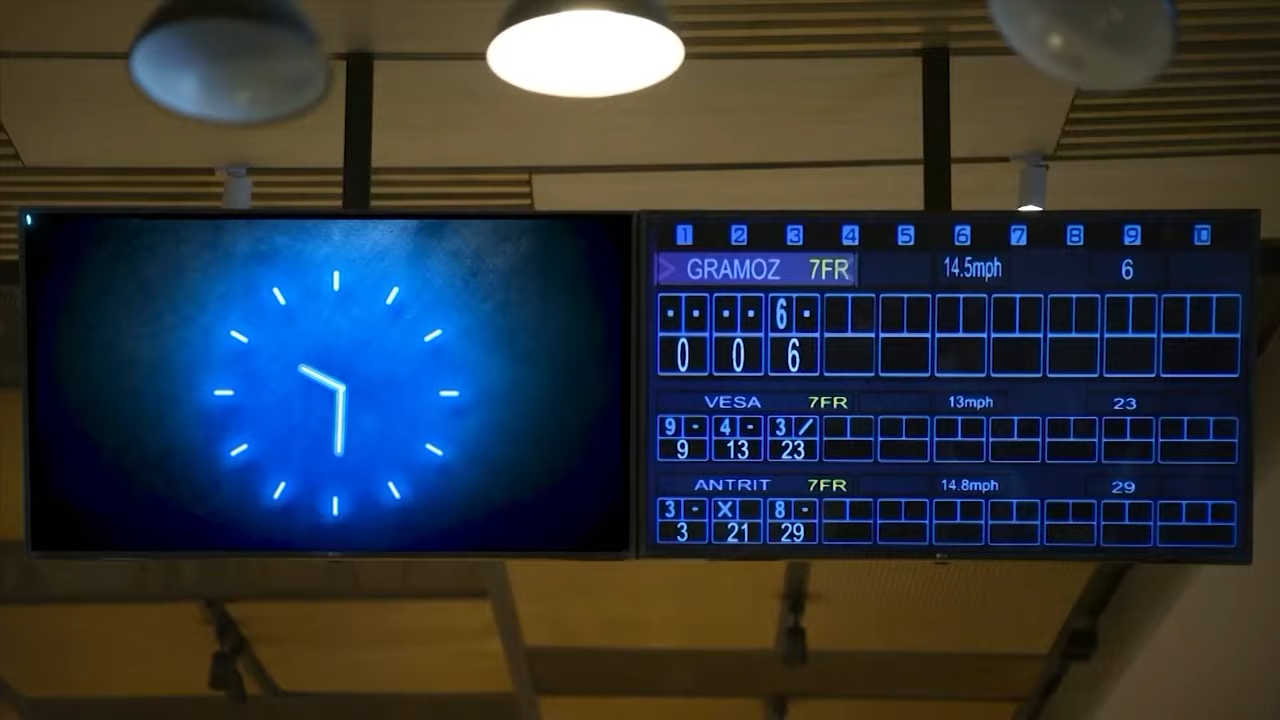 1 2 3 4 5 6 7 8 9 10
GRAMOZ 7FR 14.5mph 6
· · · · 6 ·
0 0 6
VESA 7FR 13mph 23
9 - 4 - 3 /
9 13 23
ANTRIT 7FR 14.8mph 29
3 - X 8 -
3 21 29